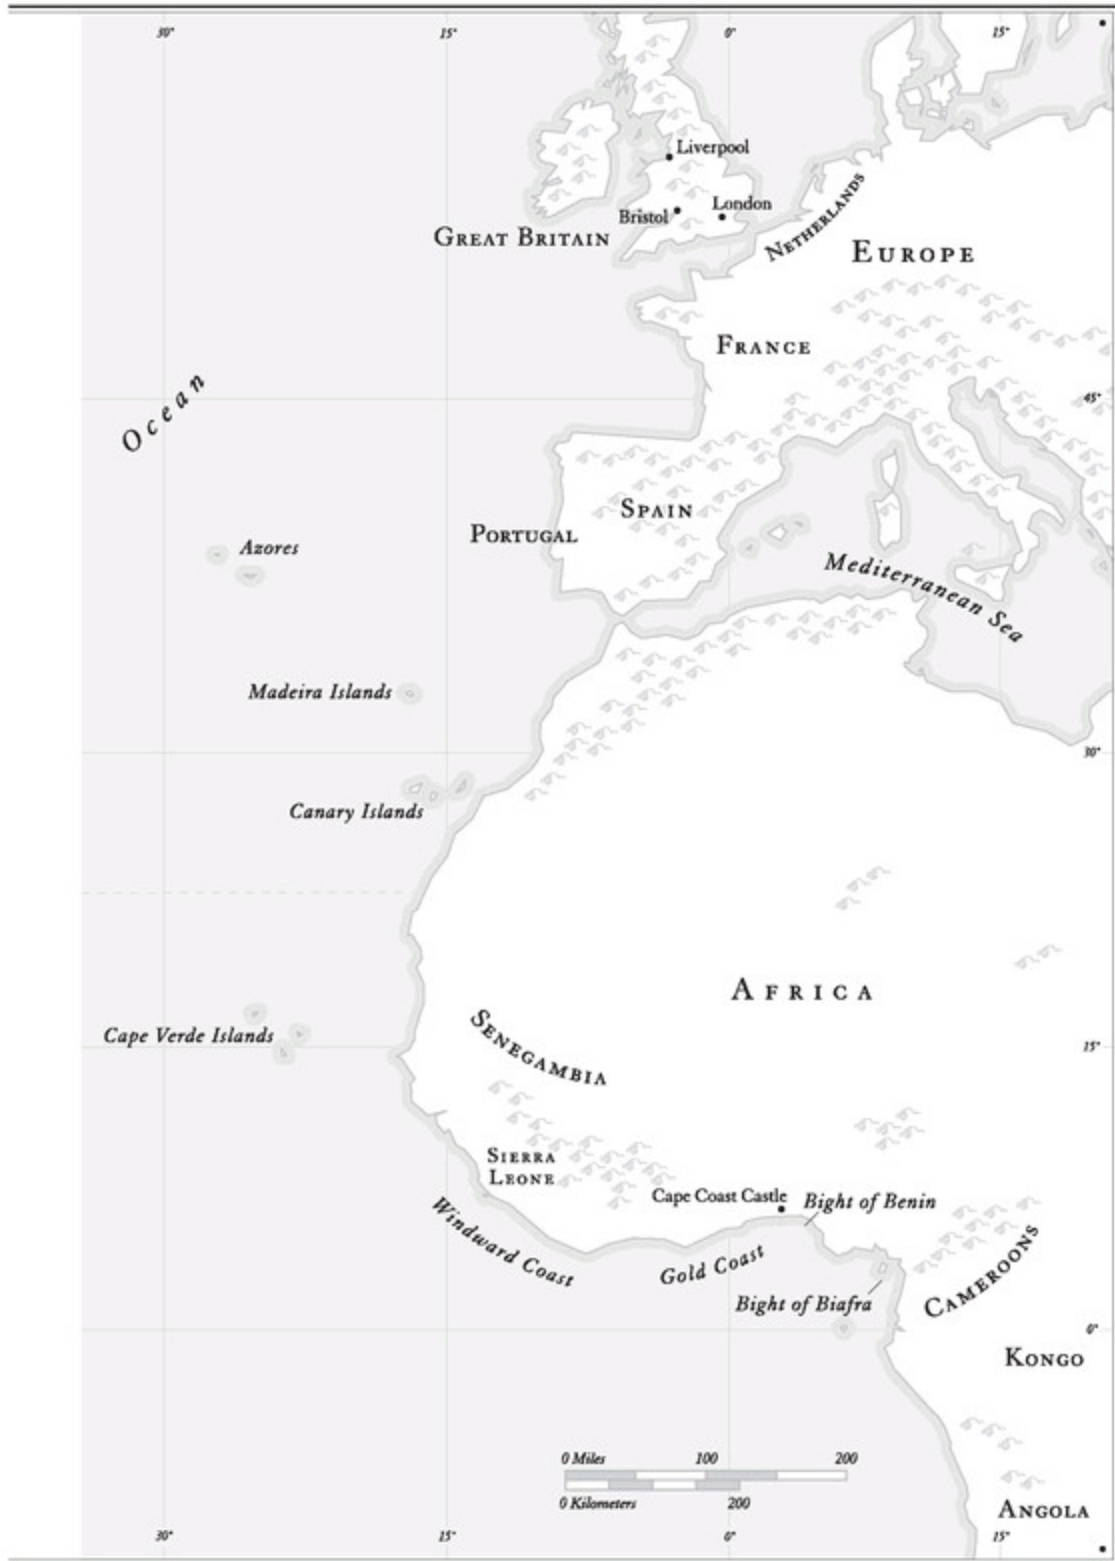 30°
15°
0°
15°
Liverpool
Bristol
London
GREAT BRITAIN
NETHERLANDS
EUROPE
FRANCE
Ocean
45°
SPAIN
PORTUGAL
Azores
Mediterranean Sea
Madeira Islands
30°
Canary Islands
AFRICA
SENEGAMBIA
Cape Verde Islands
15°
SIERRA
LEONE
Cape Coast Castle
Bight of Benin
Windward Coast
Gold Coast
CAMEROONS
Bight of Biafra
0°
KONGO
0 Miles 100 200
0 Kilometers 200
ANGOLA
30°
15°
0°
15°